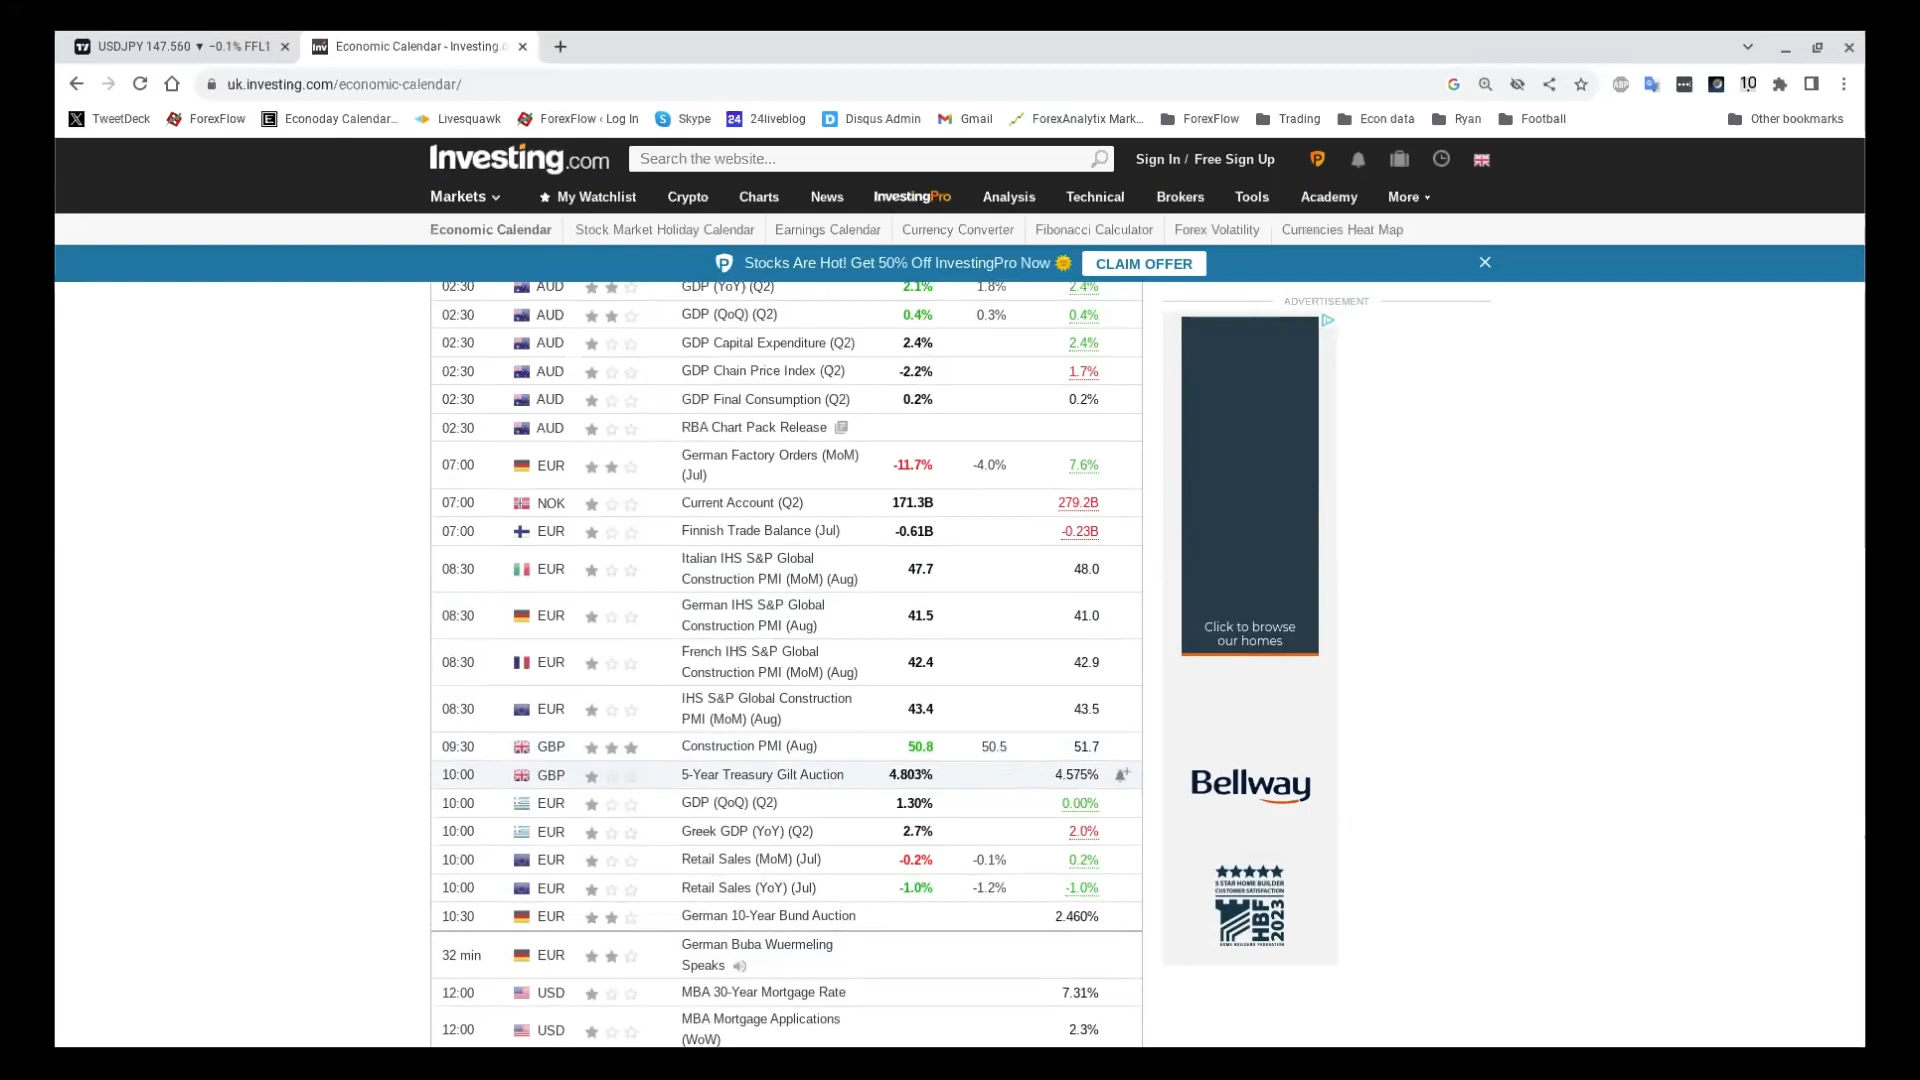 USDJPY 147.560 ▼ −0.1% FFL1
Economic Calendar - Investing.c
uk.investing.com/economic-calendar/
TweetDeck ForexFlow Econoday Calendar... Livesquawk ForexFlow ‹ Log In Skype 24liveblog Disqus Admin Gmail ForexAnalytix Mark... ForexFlow Trading Econ data Ryan Football Other bookmarks
Investing.com Search the website... Sign In / Free Sign Up
Markets My Watchlist Crypto Charts News InvestingPro Analysis Technical Brokers Tools Academy More
Economic Calendar Stock Market Holiday Calendar Earnings Calendar Currency Converter Fibonacci Calculator Forex Volatility Currencies Heat Map
Stocks Are Hot! Get 50% Off InvestingPro Now CLAIM OFFER
02:30 AUD GDP (YoY) (Q2) 2.1% 1.8% 2.4%
ADVERTISEMENT
02:30 AUD GDP (QoQ) (Q2) 0.4% 0.3% 0.4%
02:30 AUD GDP Capital Expenditure (Q2) 2.4% 2.4%
02:30 AUD GDP Chain Price Index (Q2) -2.2% 1.7%
02:30 AUD GDP Final Consumption (Q2) 0.2% 0.2%
02:30 AUD RBA Chart Pack Release
07:00 EUR German Factory Orders (MoM) -11.7% -4.0% 7.6%
(Jul)
07:00 NOK Current Account (Q2) 171.3B 279.2B
07:00 EUR Finnish Trade Balance (Jul) -0.61B -0.23B
08:30 EUR Italian IHS S&P Global 47.7 48.0
Construction PMI (MoM) (Aug)
08:30 EUR German IHS S&P Global 41.5 41.0
Construction PMI (Aug)
08:30 EUR French IHS S&P Global 42.4 42.9
Construction PMI (MoM) (Aug)
08:30 EUR IHS S&P Global Construction 43.4 43.5
PMI (MoM) (Aug)
09:30 GBP Construction PMI (Aug) 50.8 50.5 51.7
10:00 GBP 5-Year Treasury Gilt Auction 4.803% 4.575%
10:00 EUR GDP (QoQ) (Q2) 1.30% 0.00%
10:00 EUR Greek GDP (YoY) (Q2) 2.7% 2.0%
10:00 EUR Retail Sales (MoM) (Jul) -0.2% -0.1% 0.2%
10:00 EUR Retail Sales (YoY) (Jul) -1.0% -1.2% -1.0%
10:30 EUR German 10-Year Bund Auction 2.460%
32 min EUR German Buba Wuermeling
Speaks
12:00 USD MBA 30-Year Mortgage Rate 7.31%
12:00 USD MBA Mortgage Applications 2.3%
(WoW)
Click to browse
our homes
Bellway
5 STAR HOME BUILDER
CUSTOMER SATISFACTION
HBF
2023
HOME BUILDERS FEDERATION